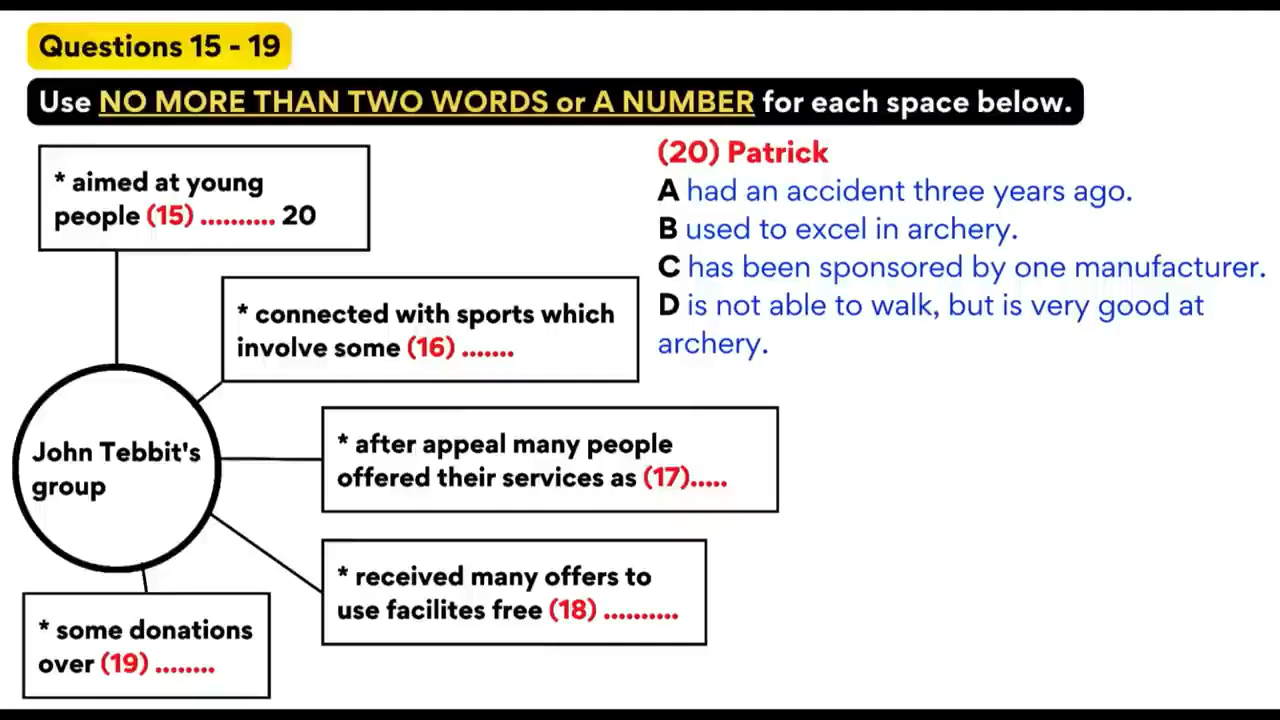 Questions 15 - 19
Use NO MORE THAN TWO WORDS or A NUMBER for each space below.
* aimed at young
people (15) .......... 20
* connected with sports which
involve some (16) .......
* after appeal many people
offered their services as (17).....
* received many offers to
use facilites free (18) ..........
John Tebbit's
group
* some donations
over (19) ........
(20) Patrick
A had an accident three years ago.
B used to excel in archery.
C has been sponsored by one manufacturer.
D is not able to walk, but is very good at
archery.